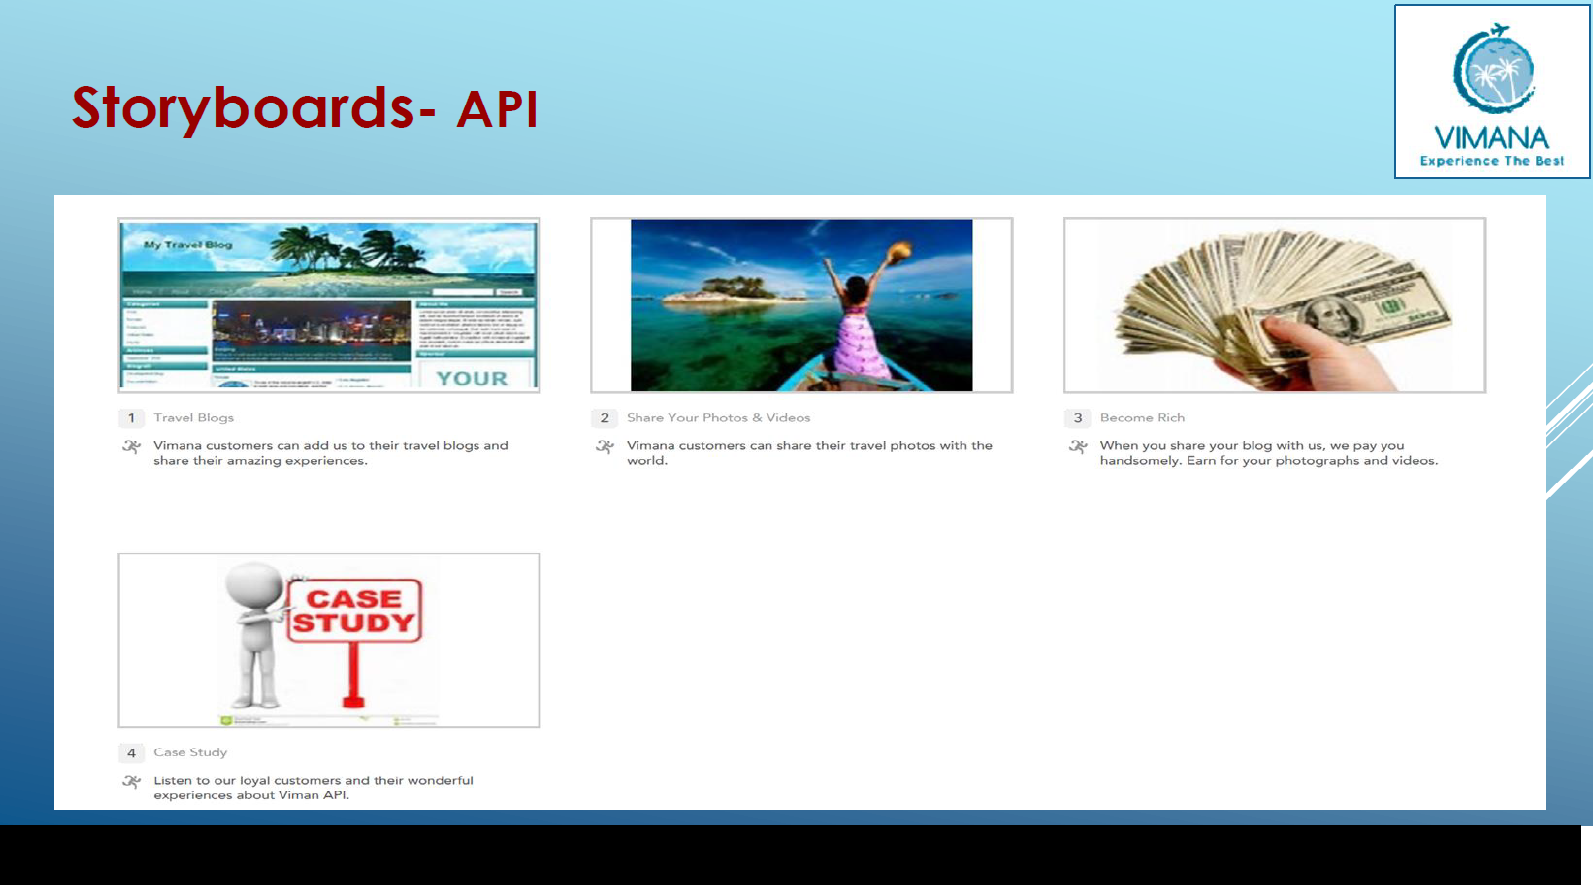 Storyboards- API
VIMANA
Experience The Best
My Travel Blog
YOUR
1 Travel Blogs
Vimana customers can add us to their travel blogs and
share their amazing experiences.
2 Share Your Photos & Videos
Vimana customers can share their travel photos with the
world.
3 Become Rich
When you share your blog with us, we pay you
handsomely. Earn for your photographs and videos.
CASE
STUDY
4 Case Study
Listen to our loyal customers and their wonderful
experiences about Viman API.